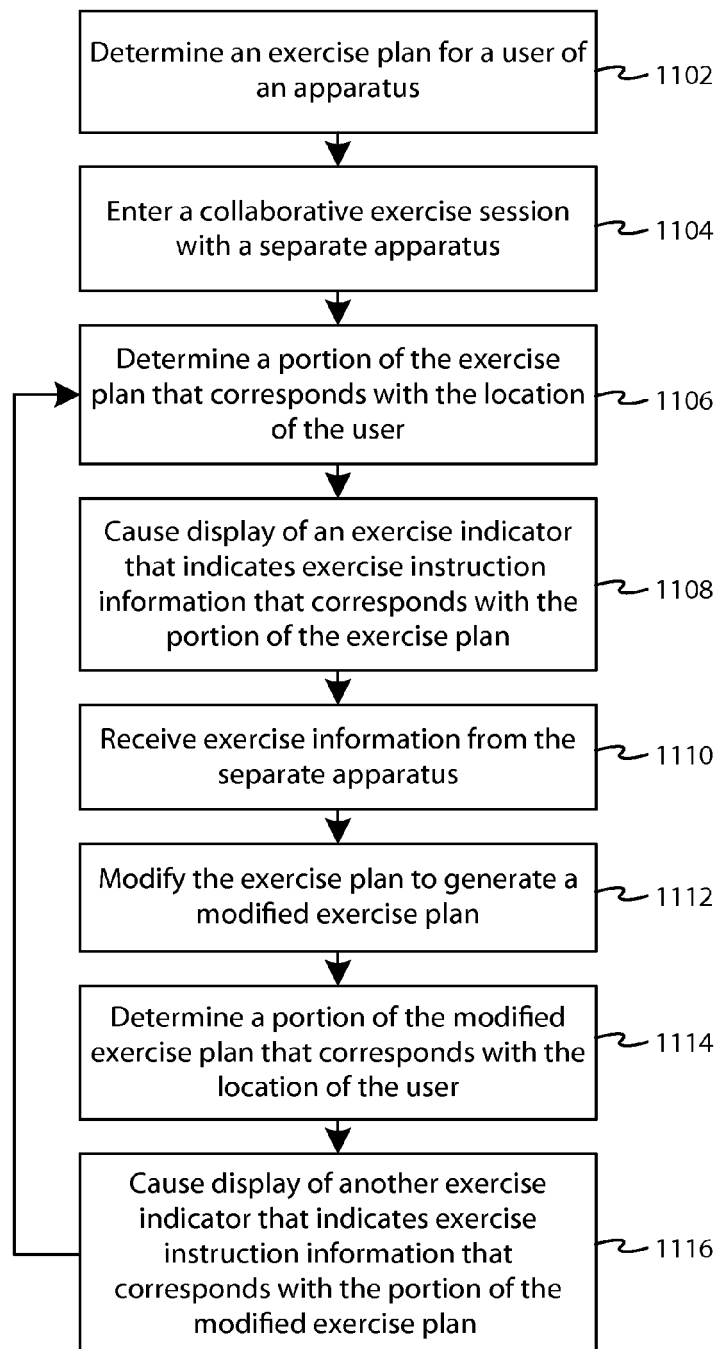 Determine an exercise plan for a user of
an apparatus
1102
Enter a collaborative exercise session
with a separate apparatus
1104
Determine a portion of the exercise
plan that corresponds with the location
of the user
1106
Cause display of an exercise indicator
that indicates exercise instruction
information that corresponds with the
portion of the exercise plan
1108
Receive exercise information from the
separate apparatus
1110
Modify the exercise plan to generate a
modified exercise plan
1112
Determine a portion of the modified
exercise plan that corresponds with the
location of the user
1114
Cause display of another exercise
indicator that indicates exercise
instruction information that
corresponds with the portion of the
modified exercise plan
1116